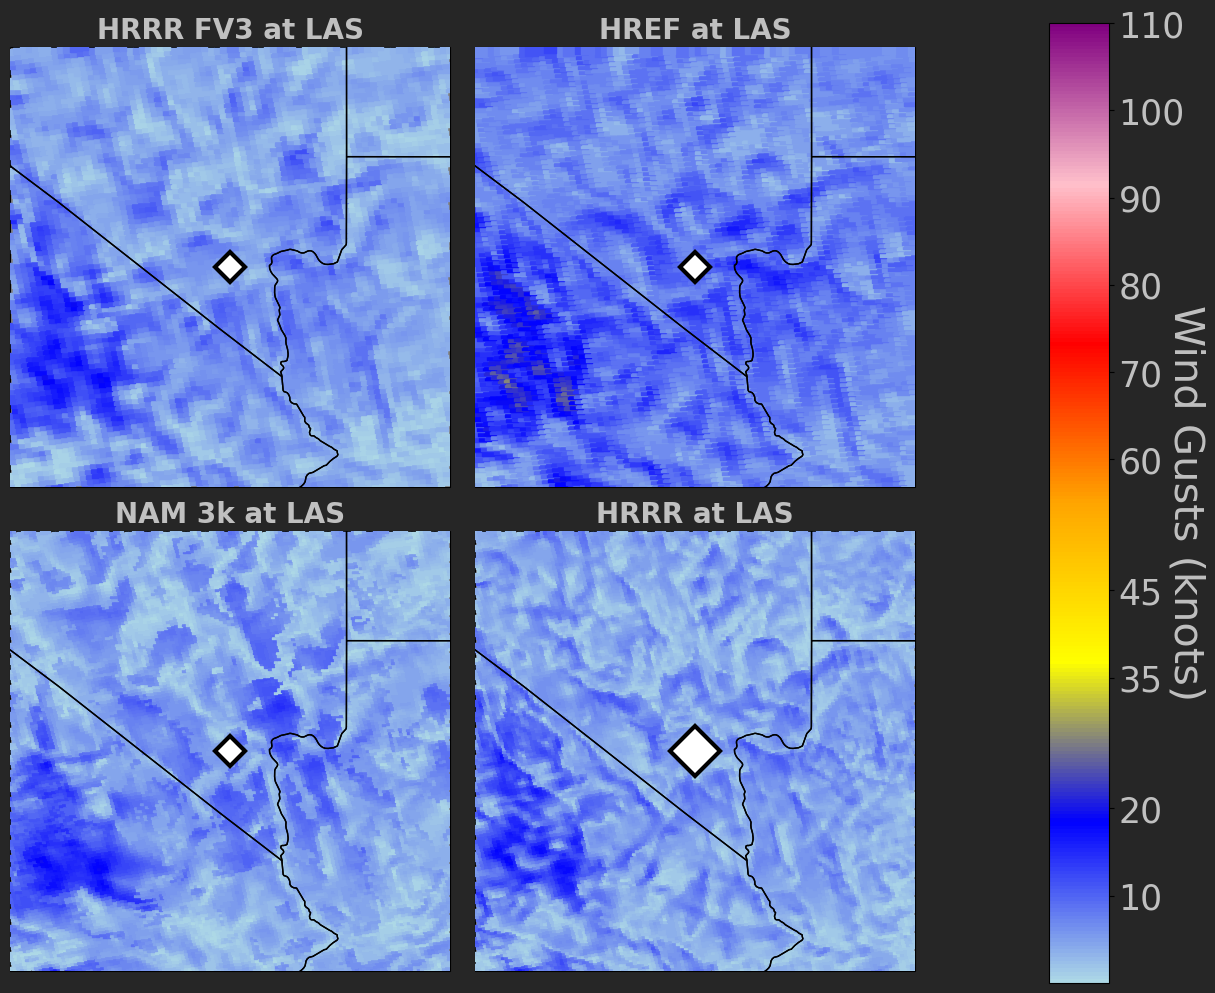 HRRR FV3 at LAS
HREF at LAS
NAM 3k at LAS
HRRR at LAS
110
100
90
80
70
60
45
35
20
10
Wind Gusts (knots)